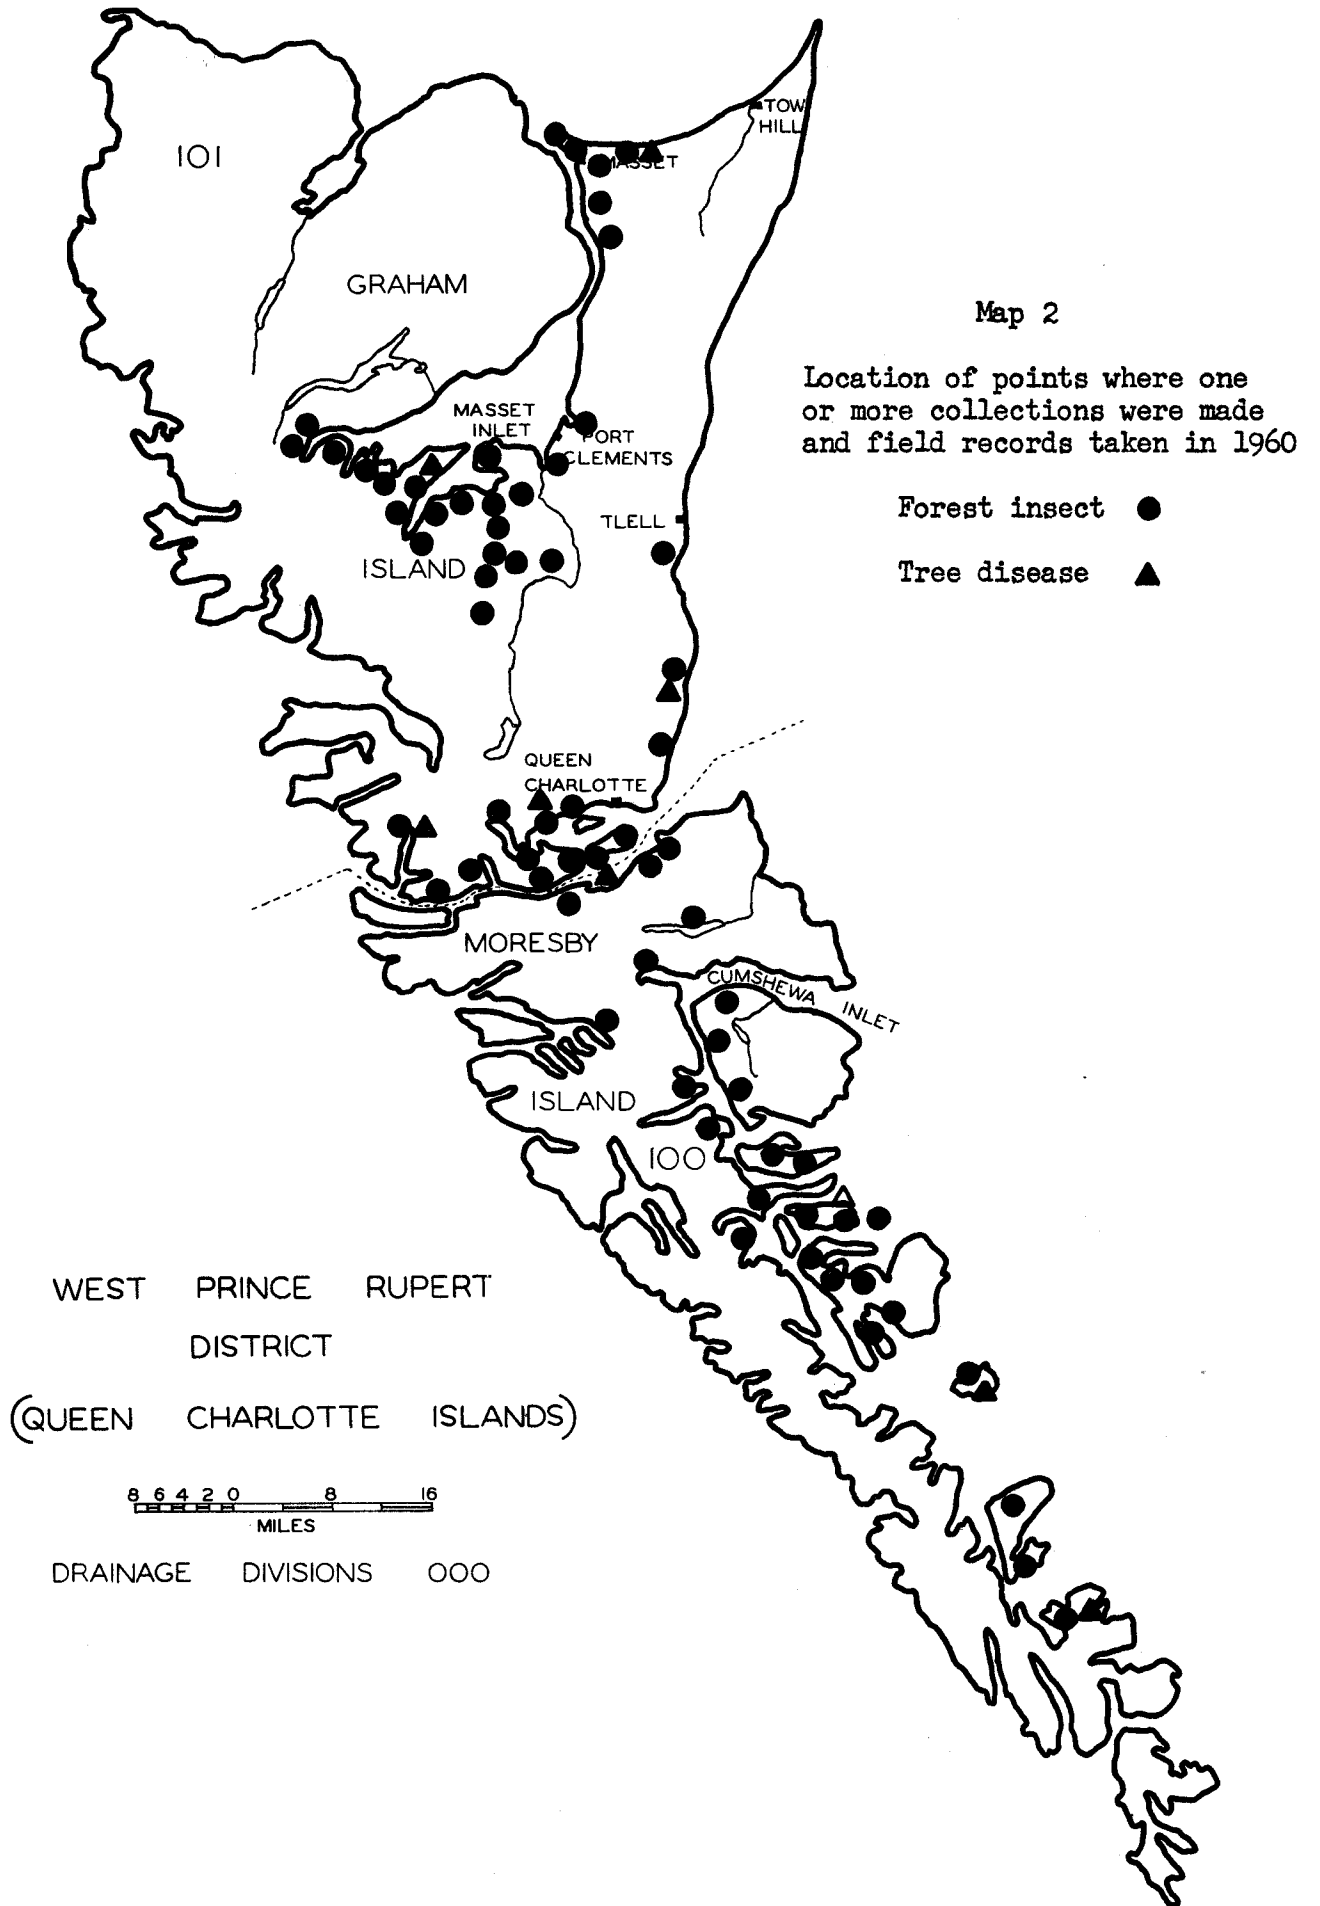 101
TOW
HILL
MASSET
GRAHAM
Map 2
Location of points where one
or more collections were made
and field records taken in 1960
Forest insect
Tree disease
MASSET
INLET
PORT
CLEMENTS
TLELL
ISLAND
QUEEN
CHARLOTTE
MORESBY
CUMSHEWA INLET
ISLAND
100
WEST PRINCE RUPERT
DISTRICT
(QUEEN CHARLOTTE ISLANDS)
8 6 4 2 0 8 16
MILES
DRAINAGE DIVISIONS 000